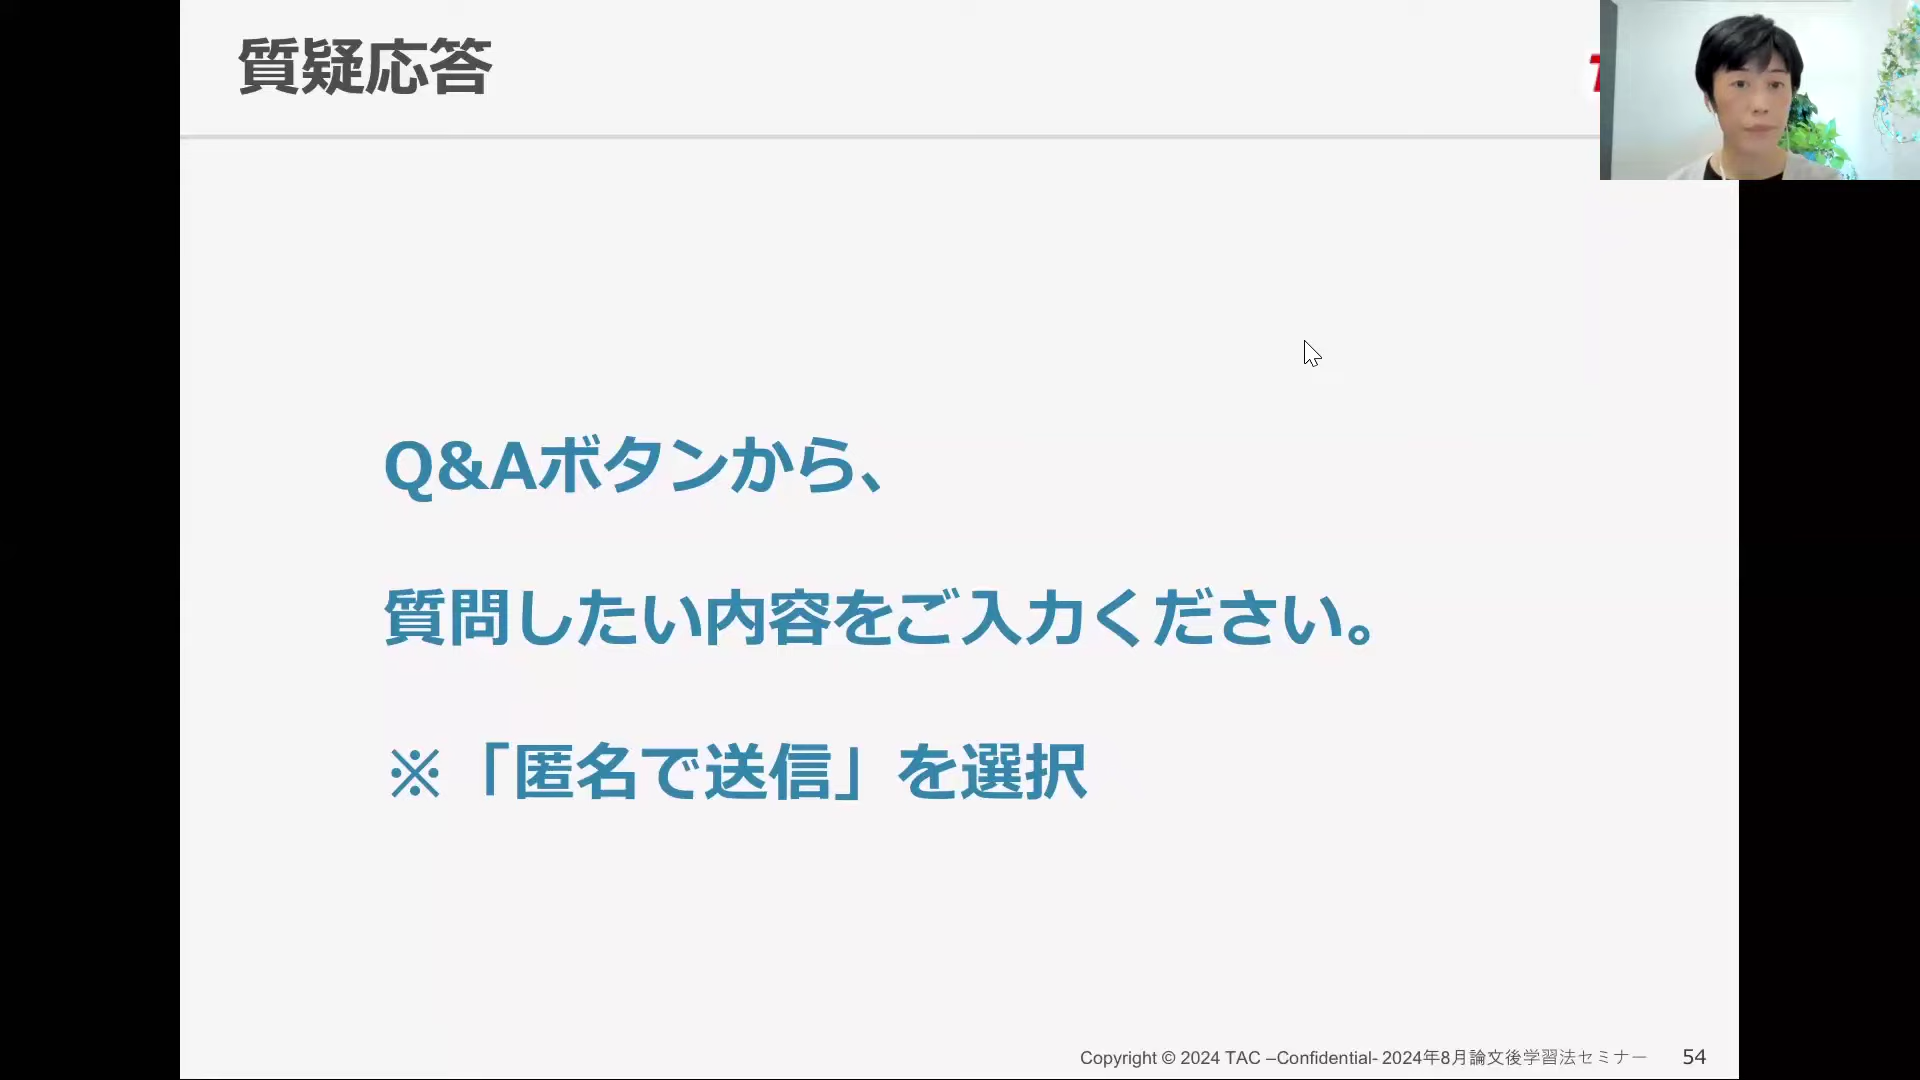 質疑応答
Q&Aボタンから、
質問したい内容をご入力ください。
※「匿名で送信」を選択
Copyright © 2024 TAC –Confidential- 2024年8月論文後学習法セミナー 54